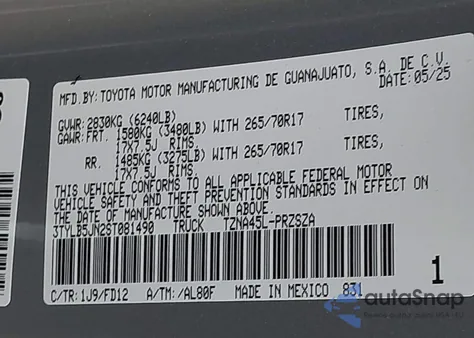 MFD.BY:TOYOTA MOTOR MANUFACTURING DE GUANAJUATO, S.A. DE C.V.
DATE:05/25
GVWR:2830KG (6240LB)
GAWR:FRT. 1580KG (3480LB) WITH 265/70R17 TIRES,
17X7.5J RIMS,
RR. 1485KG (3275LB) WITH 265/70R17 TIRES,
17X7.5J RIMS.
THIS VEHICLE CONFORMS TO ALL APPLICABLE FEDERAL MOTOR
VEHICLE SAFETY AND THEFT PREVENTION STANDARDS IN EFFECT ON
THE DATE OF MANUFACTURE SHOWN ABOVE
3TYLB5JN2ST081490 TRUCK TZNA45L-PRZSZA
C/TR:1J9/FD12 A/TM:/AL80F MADE IN MEXICO 831
1
autoSnap